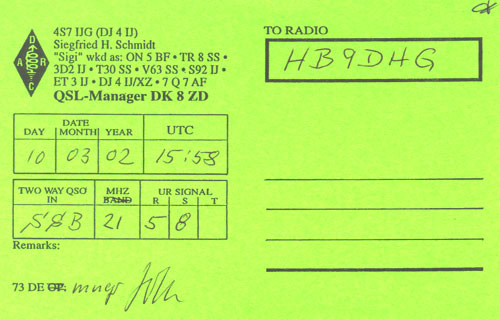 4S7 IJG (DJ 4 IJ)
Siegfried H. Schmidt
"Sigi" wkd as: ON 5 BF • TR 8 SS •
3D2 IJ • T30 SS • V63 SS • S92 IJ •
ET 3 IJ • DJ 4 IJ/XZ • 7 Q 7 AF
QSL-Manager DK 8 ZD
D A R C
TO RADIO
HB9DHG
DATE
DAY MONTH YEAR UTC
10 03 02 15:58
TWO WAY QSO IN MHZ BAND UR SIGNAL
R S T
SSB 21 5 8
Remarks:
73 DE OP: